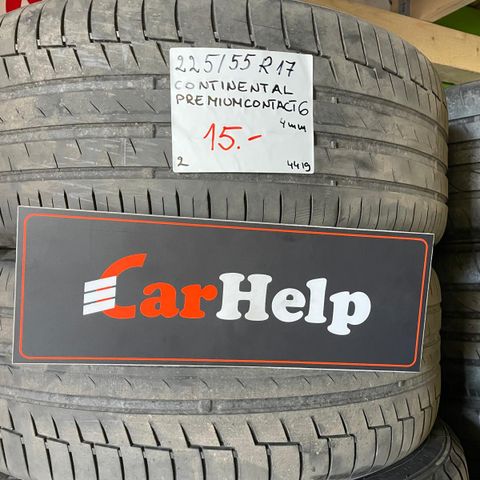 225/55 R17
CONTINENTAL
PREMIUMCONTACT6
4mm
15.-
2
4419
CarHelp